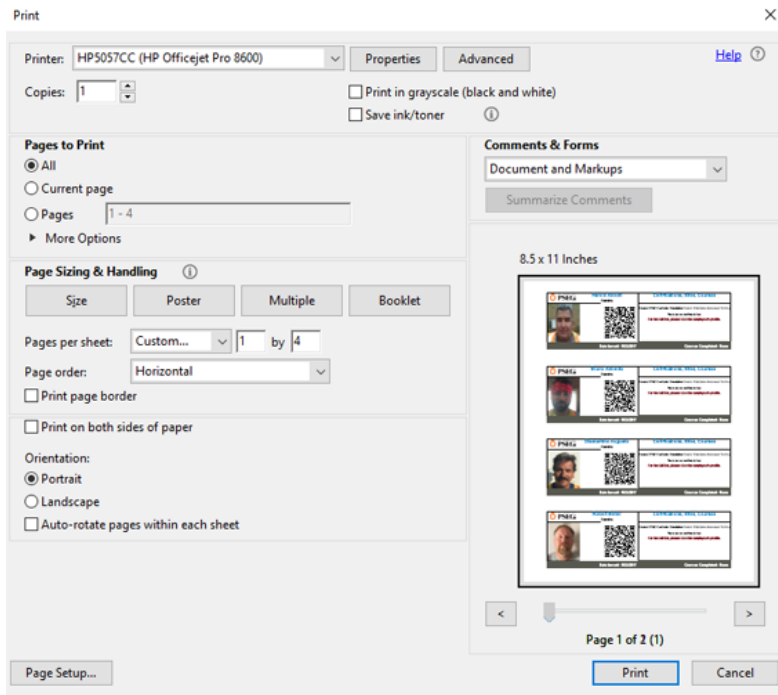 Print
Printer: HP5057CC (HP Officejet Pro 8600) Properties Advanced Help
Copies: 1
Print in grayscale (black and white)
Save ink/toner
Pages to Print
All
Current page
Pages 1 - 4
More Options
Comments & Forms
Document and Markups
Summarize Comments
Page Sizing & Handling
Size Poster Multiple Booklet
Pages per sheet: Custom... 1 by 4
Page order: Horizontal
Print page border
Print on both sides of paper
Orientation:
Portrait
Landscape
Auto-rotate pages within each sheet
8.5 x 11 Inches
PSEG
PSEG
PSEG
PSEG
< >
Page 1 of 2 (1)
Page Setup... Print Cancel